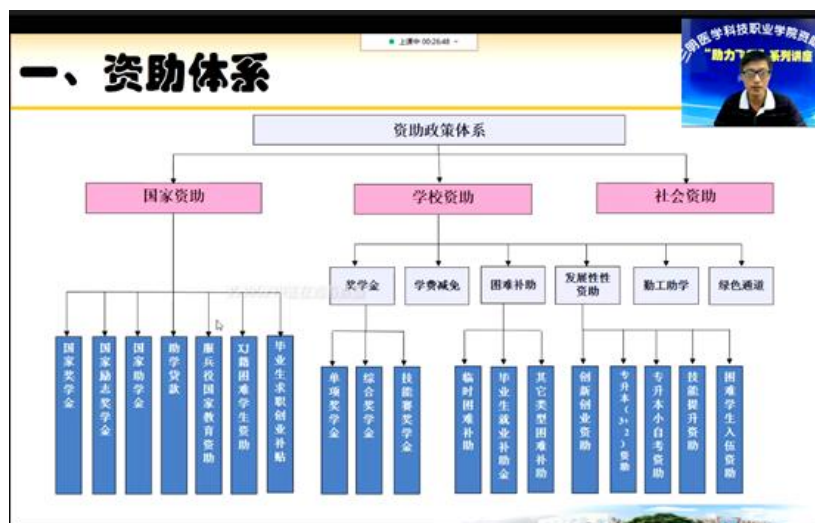 上课中 00:26:48
三明医学科技职业学院资
"助力飞
系列讲座
一、资助体系
资助政策体系
国家资助
学校资助
社会资助
奖学金
学费减免
困难补助
发展性性
资助
勤工助学
绿色通道
国家奖学金
国家励志奖学金
国家助学金
助学贷款
服兵役国家教育资助
XJ籍困难学生资助
毕业生求职创业补贴
单项奖学金
综合奖学金
技能赛奖学金
临时困难补助
毕业生就业补助金
其它类型困难补助
创新创业资助
专升本(3+2)资助
专升本小自考资助
技能提升资助
困难学生入伍资助